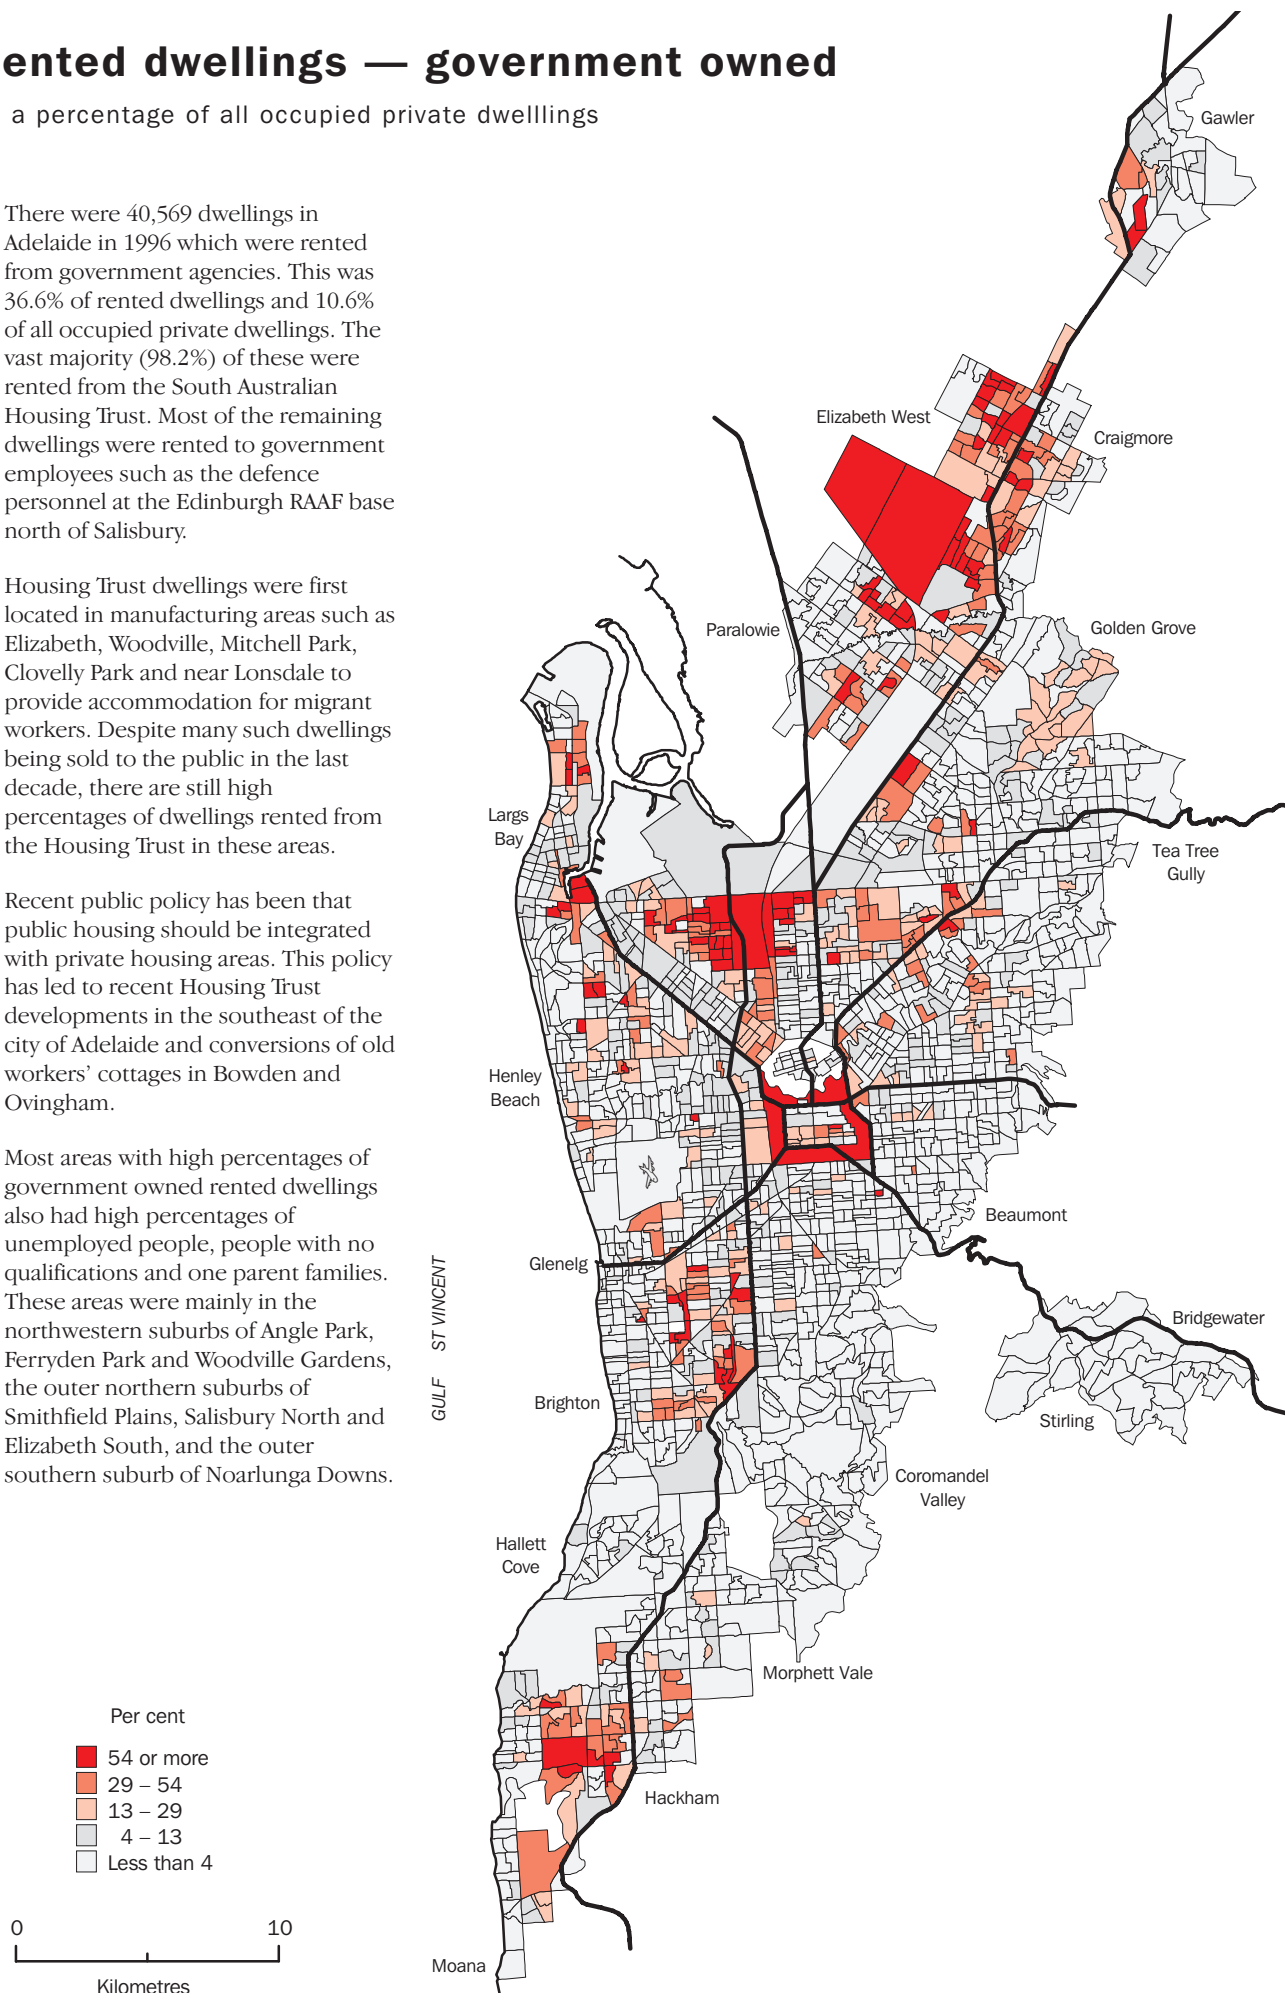 ented dwellings — government owned
a percentage of all occupied private dwelllings
There were 40,569 dwellings in
Adelaide in 1996 which were rented
from government agencies. This was
36.6% of rented dwellings and 10.6%
of all occupied private dwellings. The
vast majority (98.2%) of these were
rented from the South Australian
Housing Trust. Most of the remaining
dwellings were rented to government
employees such as the defence
personnel at the Edinburgh RAAF base
north of Salisbury.
Housing Trust dwellings were first
located in manufacturing areas such as
Elizabeth, Woodville, Mitchell Park,
Clovelly Park and near Lonsdale to
provide accommodation for migrant
workers. Despite many such dwellings
being sold to the public in the last
decade, there are still high
percentages of dwellings rented from
the Housing Trust in these areas.
Recent public policy has been that
public housing should be integrated
with private housing areas. This policy
has led to recent Housing Trust
developments in the southeast of the
city of Adelaide and conversions of old
workers' cottages in Bowden and
Ovingham.
Most areas with high percentages of
government owned rented dwellings
also had high percentages of
unemployed people, people with no
qualifications and one parent families.
These areas were mainly in the
northwestern suburbs of Angle Park,
Ferryden Park and Woodville Gardens,
the outer northern suburbs of
Smithfield Plains, Salisbury North and
Elizabeth South, and the outer
southern suburb of Noarlunga Downs.
Gawler
Elizabeth West
Craigmore
Paralowie
Golden Grove
Largs
Bay
Tea Tree
Gully
Henley
Beach
Beaumont
Glenelg
GULF ST VINCENT
Bridgewater
Brighton
Stirling
Coromandel
Valley
Hallett
Cove
Morphett Vale
Hackham
Moana
Per cent
54 or more
29 – 54
13 – 29
4 – 13
Less than 4
0 10
Kilometres